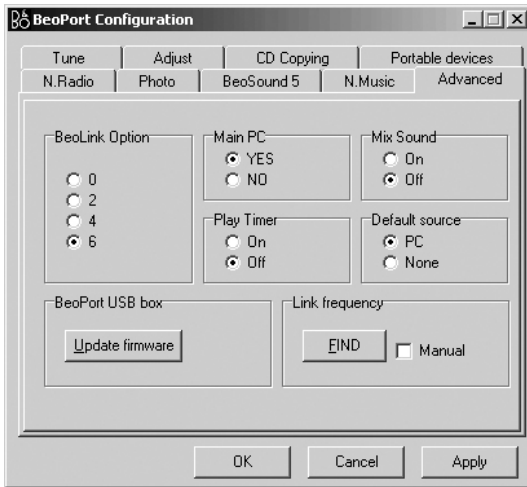 BeoPort Configuration
Tune Adjust CD Copying Portable devices
N.Radio Photo BeoSound 5 N.Music Advanced
BeoLink Option
0
2
4
6
Main PC
YES
NO
Mix Sound
On
Off
Play Timer
On
Off
Default source
PC
None
BeoPort USB box
Update firmware
Link frequency
FIND Manual
OK Cancel Apply